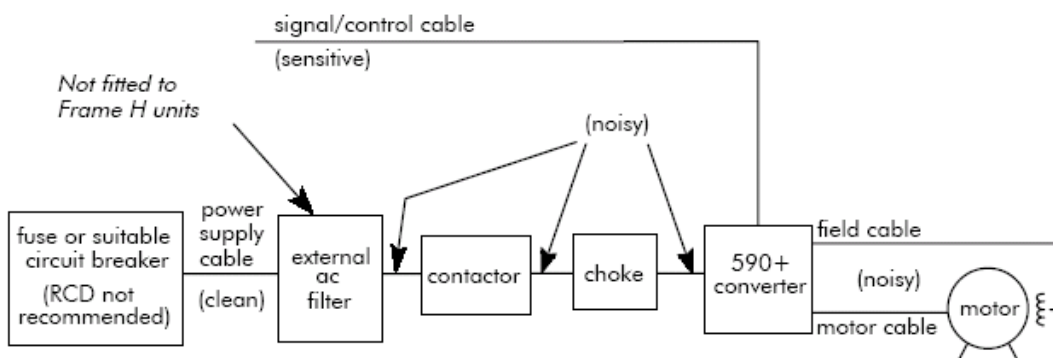 signal/control cable
(sensitive)
Not fitted to
Frame H units
(noisy)
fuse or suitable
circuit breaker
(RCD not
recommended)
power
supply
cable
(clean)
external
ac
filter
contactor
choke
590+
converter
field cable
(noisy)
motor cable
motor